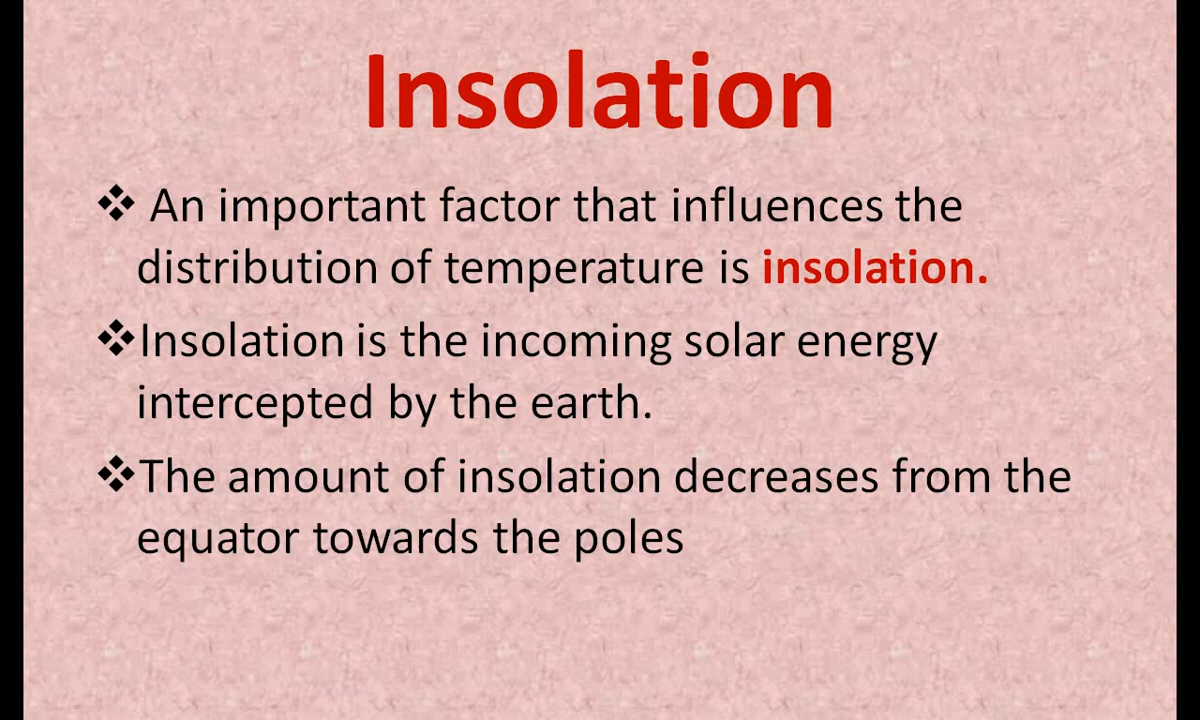 Insolation
❖ An important factor that influences the
distribution of temperature is insolation.
❖Insolation is the incoming solar energy
intercepted by the earth.
❖The amount of insolation decreases from the
equator towards the poles